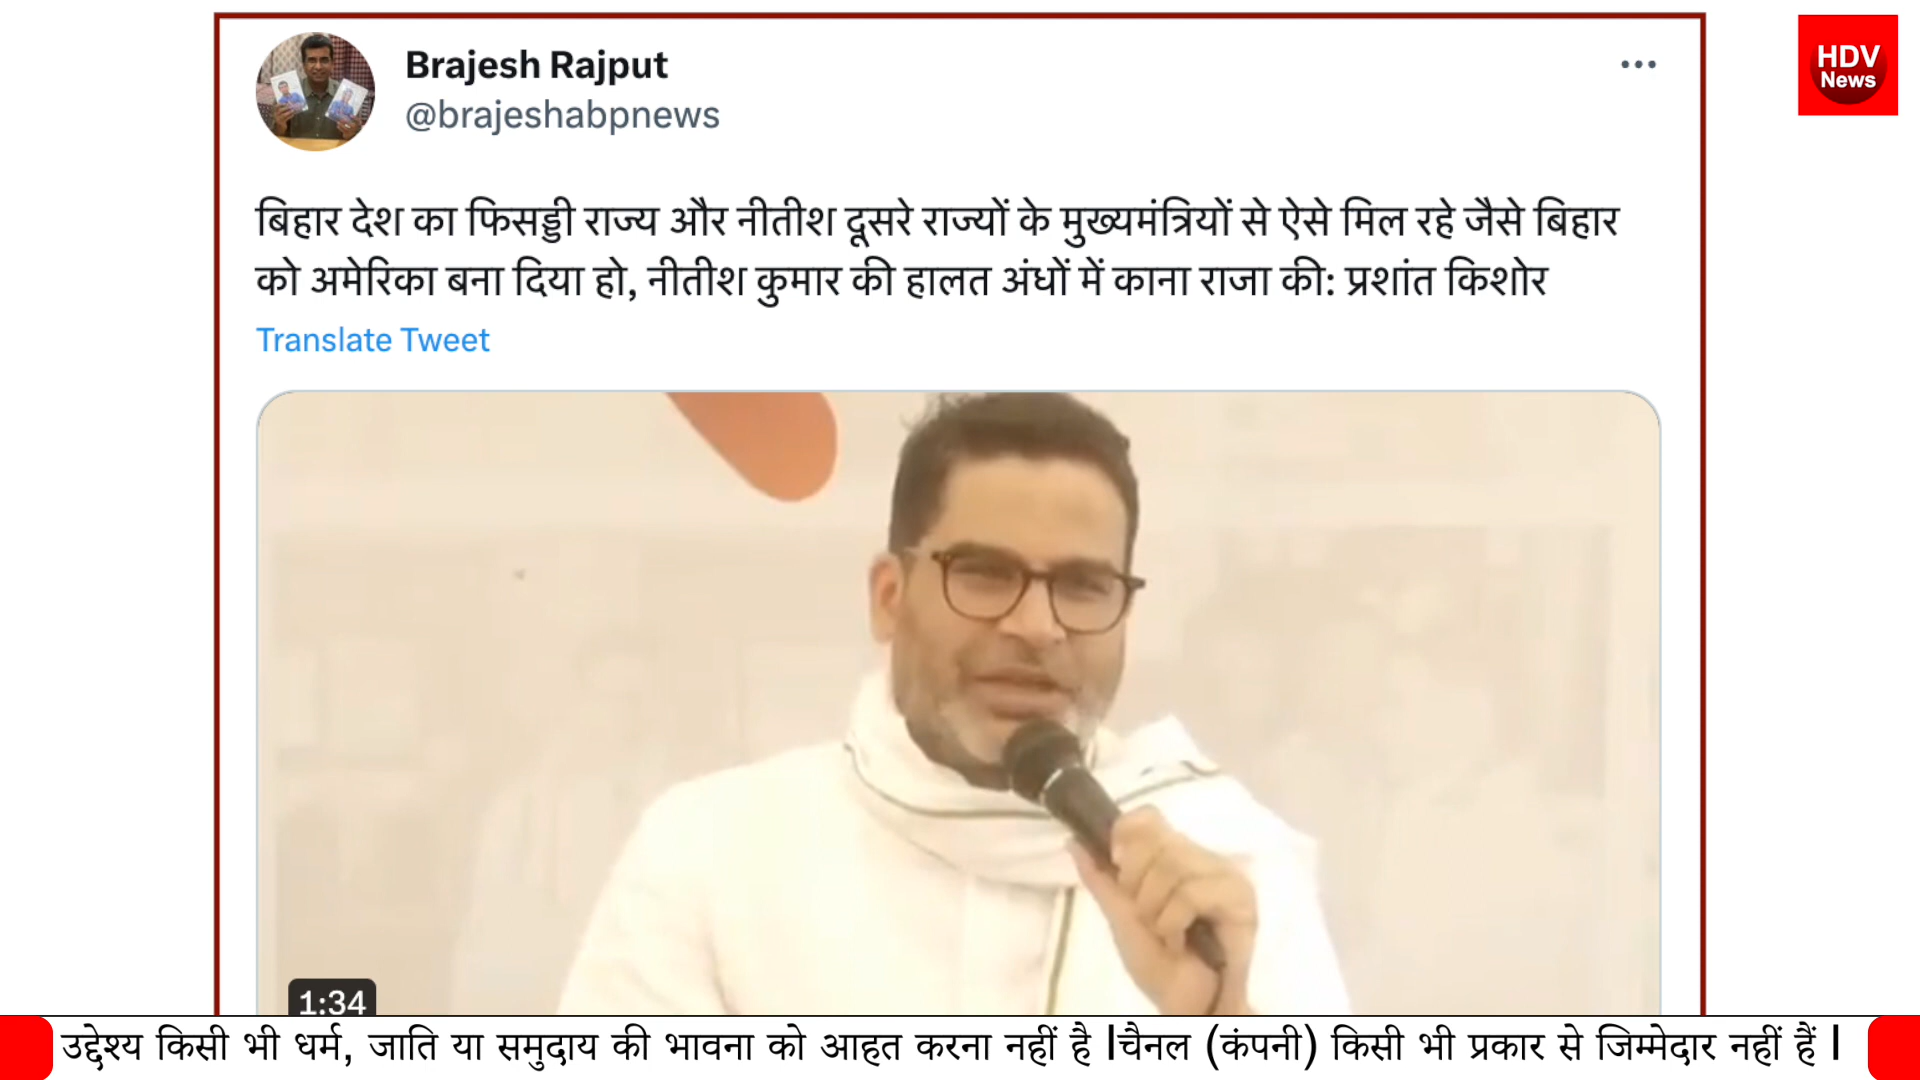 Brajesh Rajput
@brajeshabpnews
HDV
News
बिहार देश का फिसड्डी राज्य और नीतीश दूसरे राज्यों के मुख्यमंत्रियों से ऐसे मिल रहे जैसे बिहार
को अमेरिका बना दिया हो, नीतीश कुमार की हालत अंधों में काना राजा की: प्रशांत किशोर
Translate Tweet
1:34
उद्देश्य किसी भी धर्म, जाति या समुदाय की भावना को आहत करना नहीं है |चैनल (कंपनी) किसी भी प्रकार से जिम्मेदार नहीं हैं |